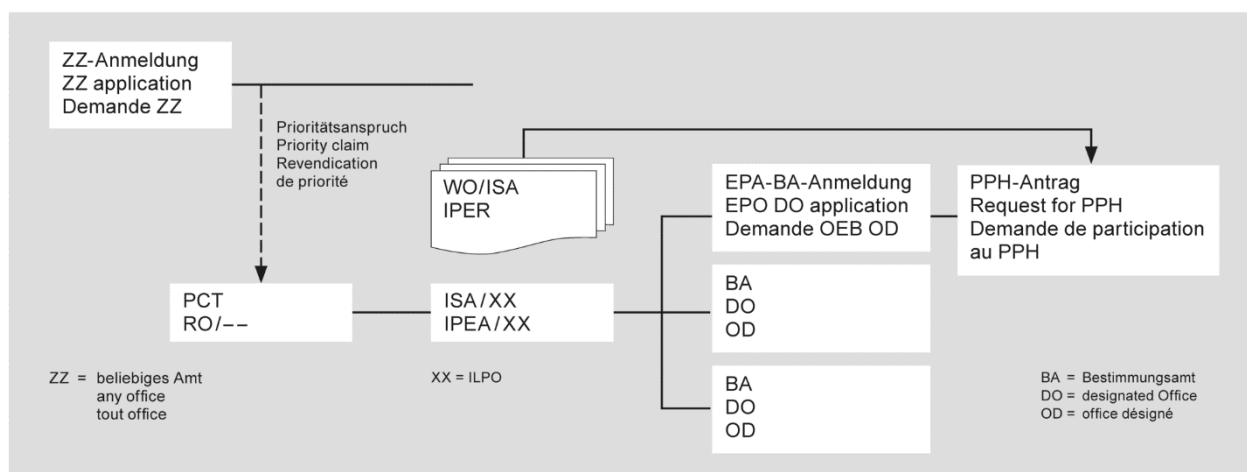 ZZ-Anmeldung
ZZ application
Demande ZZ
Prioritätsanspruch
Priority claim
Revendication
de priorité
WO/ISA
IPER
EPA-BA-Anmeldung
EPO DO application
Demande OEB OD
PPH-Antrag
Request for PPH
Demande de participation
au PPH
PCT
RO/--
ISA/XX
IPEA/XX
BA
DO
OD
BA
DO
OD
ZZ = beliebiges Amt
any office
tout office
XX = ILPO
BA = Bestimmungsamt
DO = designated Office
OD = office désigné